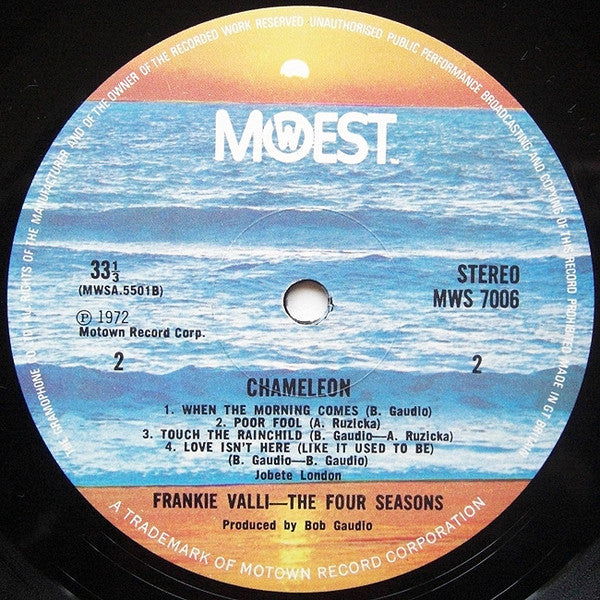 THE GRAMOPHONE CO. LTD. ALL RIGHTS OF THE MANUFACTURER AND OF THE OWNER OF THE RECORDED WORK RESERVED UNAUTHORISED PUBLIC PERFORMANCE BROADCASTING AND COPYING OF THIS RECORD PROHIBITED MADE IN GT BRITAIN
MOWEST
TM
33⅓
(MWSA.5501B)
STEREO
MWS 7006
℗ 1972
Motown Record Corp.
2
2
CHAMELEON
1. WHEN THE MORNING COMES (B. Gaudio)
2. POOR FOOL (A. Ruzicka)
3. TOUCH THE RAINCHILD (B. Gaudio—A. Ruzicka)
4. LOVE ISN'T HERE (LIKE IT USED TO BE)
(B. Gaudio—B. Gaudio)
Jobete London
FRANKIE VALLI—THE FOUR SEASONS
Produced by Bob Gaudio
A TRADEMARK OF MOTOWN RECORD CORPORATION